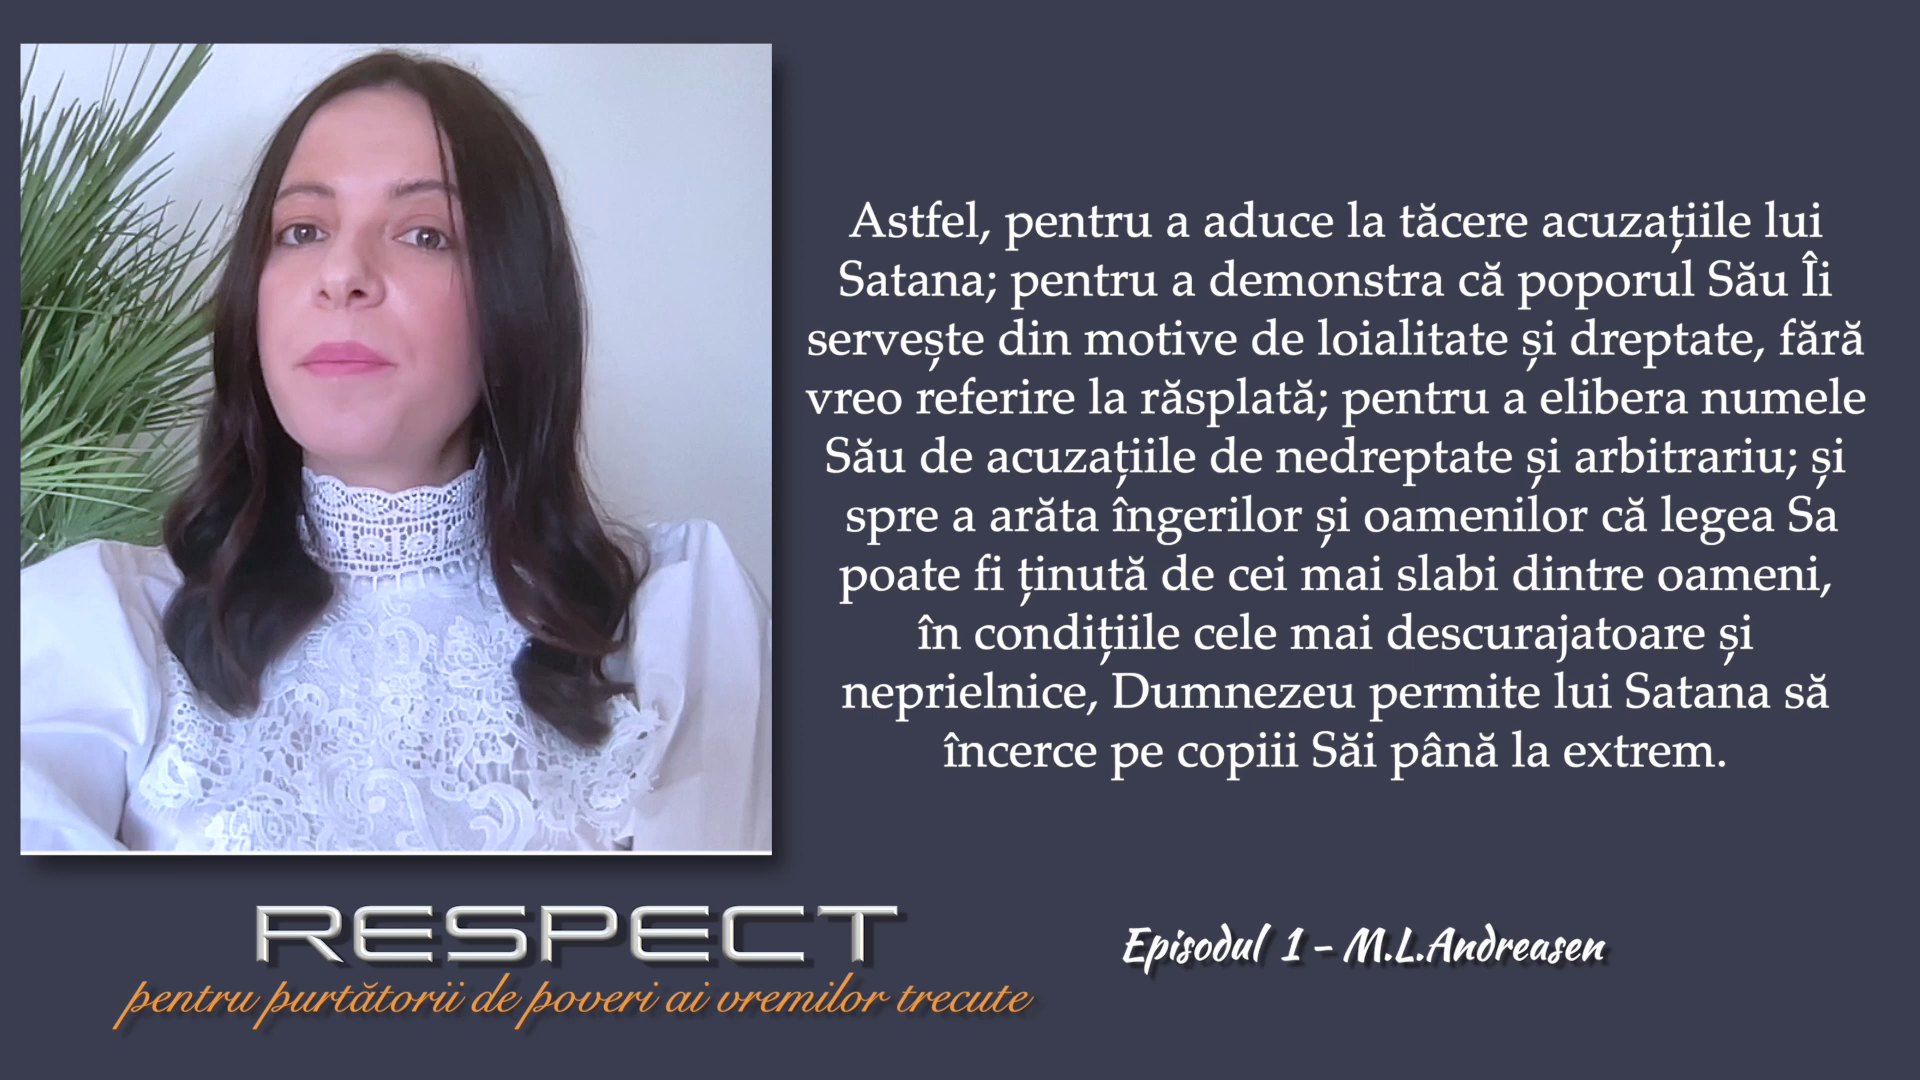 Astfel, pentru a aduce la tăcere acuzațiile lui
Satana; pentru a demonstra că poporul Său Îi
servește din motive de loialitate și dreptate, fără
vreo referire la răsplată; pentru a elibera numele
Său de acuzațiile de nedreptate și arbitrariu; și
spre a arăta îngerilor și oamenilor că legea Sa
poate fi ținută de cei mai slabi dintre oameni,
în condițiile cele mai descurajatoare și
neprielnice, Dumnezeu permite lui Satana să
încerce pe copiii Săi până la extrem.
RESPECT
pentru purtătorii de poveri ai vremilor trecute
Episodul 1 - M.L.Andreasen